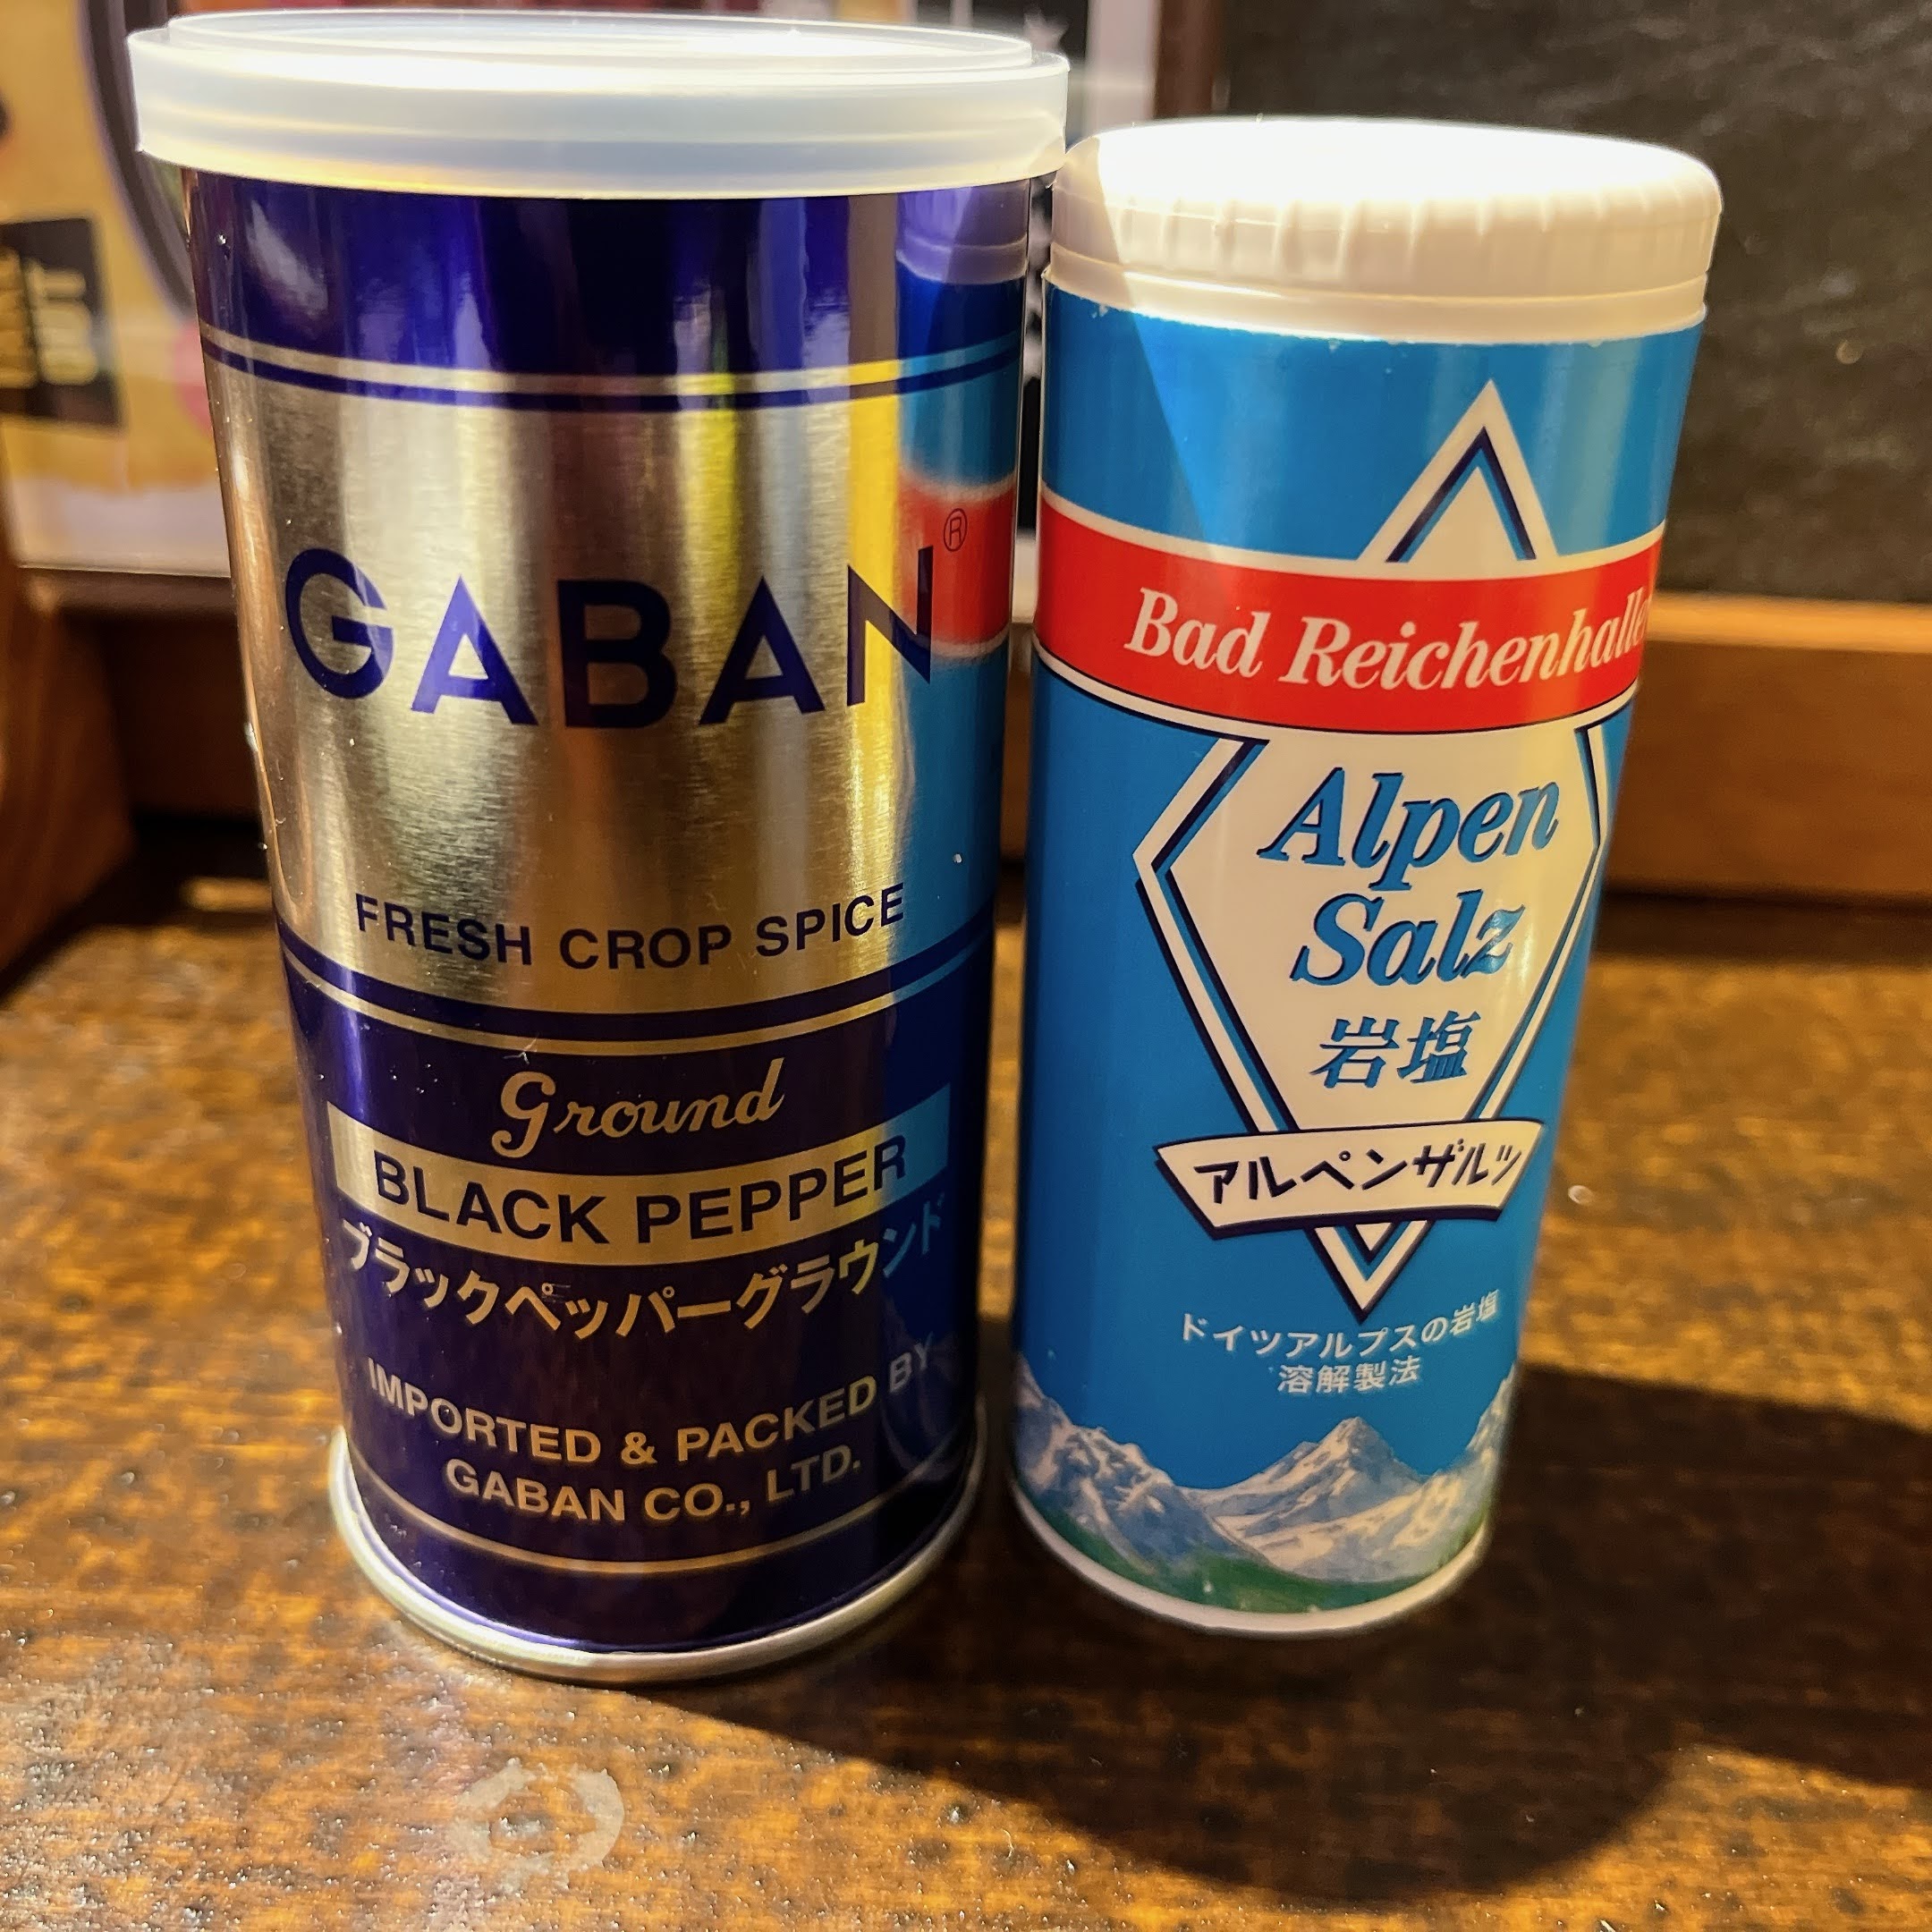 GABAN®
FRESH CROP SPICE
Ground
BLACK PEPPER
ブラックペッパーグラウンド
IMPORTED & PACKED BY
GABAN CO., LTD.
Bad Reichenhalle
Alpen
Salz
岩塩
アルペンザルツ
ドイツアルプスの岩塩
溶解製法